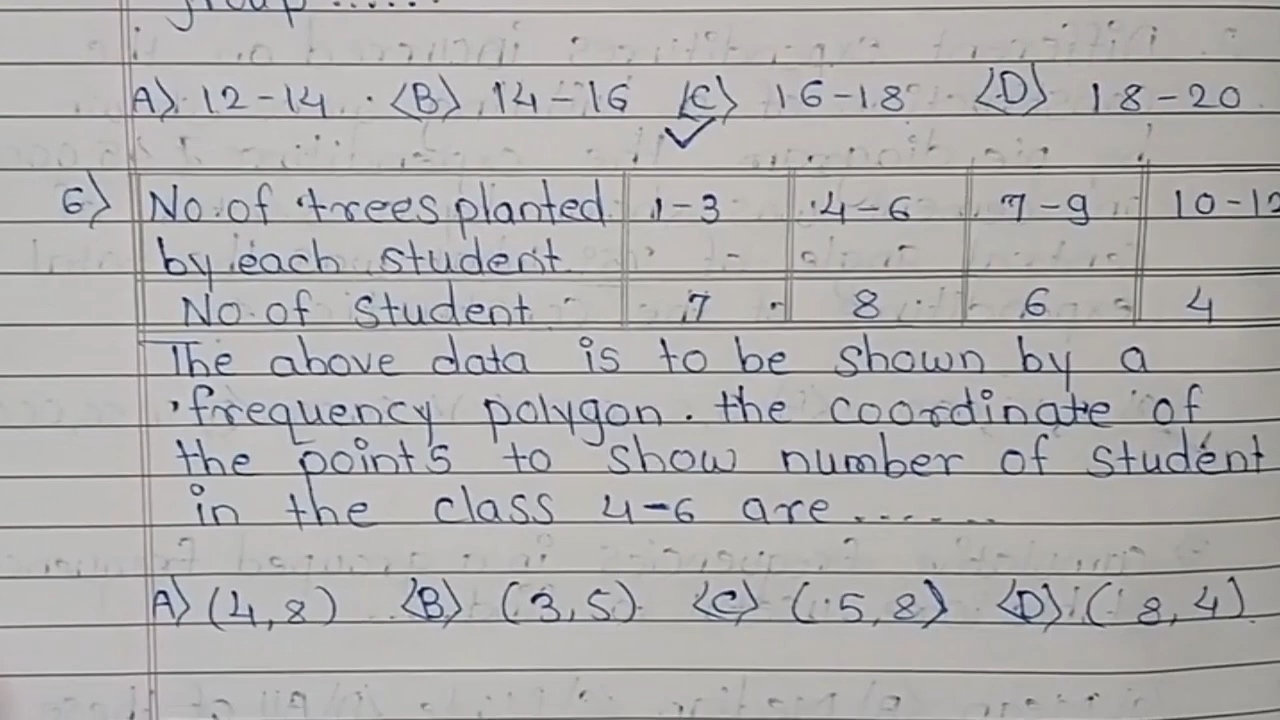 group ......
A) 12-14 <B> 14-16 <C> 16-18 <D> 18-20
6) No. of trees planted 1-3 4-6 7-9 10-12
by each student
No. of student 7 8 6 4
The above data is to be shown by a
frequency polygon. the coordinate of
the points to show number of student
in the class 4-6 are.......
A) (4,8) <B> (3,5) <C> (5,8) <D> (8,4)